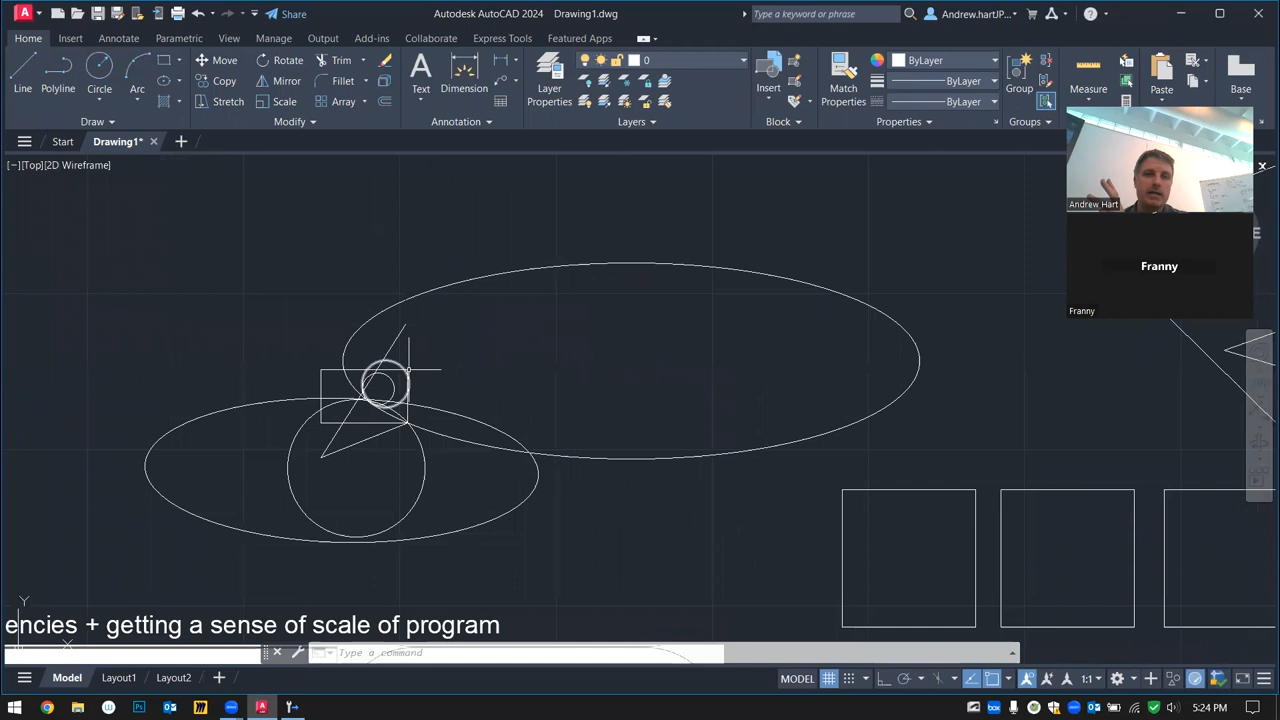 Share
Autodesk AutoCAD 2024 Drawing1.dwg
Type a keyword or phrase
Andrew.hartJP...
Home Insert Annotate Parametric View Manage Output Add-ins Collaborate Express Tools Featured Apps
Line Polyline Circle Arc
Move Rotate Trim
Copy Mirror Fillet
Stretch Scale Array
Text Dimension
Layer Properties
0
Insert
Match Properties
ByLayer
ByLayer
ByLayer
Group
Measure
Paste
Base
Draw Modify Annotation Layers Block Properties Groups
Start Drawing1*
[−][Top][2D Wireframe]
Andrew Hart
Franny
Franny
Y
X
encies + getting a sense of scale of program
Type a command
Model Layout1 Layout2
MODEL
1:1
5:24 PM